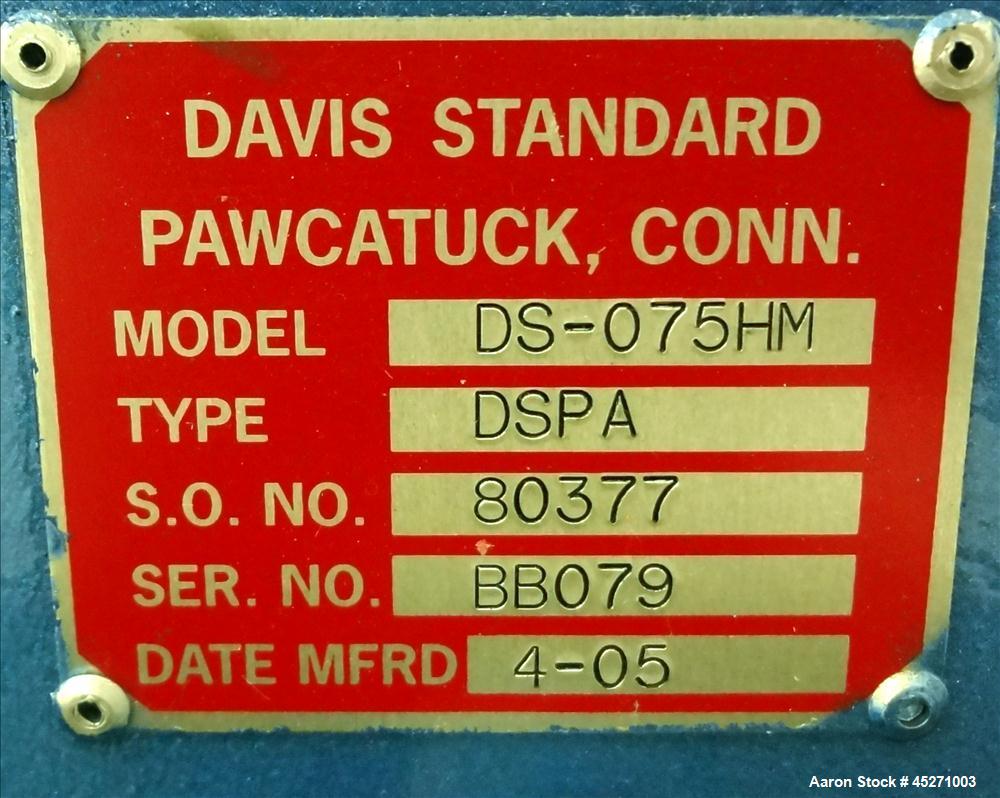 DAVIS STANDARD
PAWCATUCK, CONN.
MODEL DS-075HM
TYPE DSPA
S.O. NO. 80377
SER. NO. BB079
DATE MFRD 4-05
Aaron Stock # 45271003